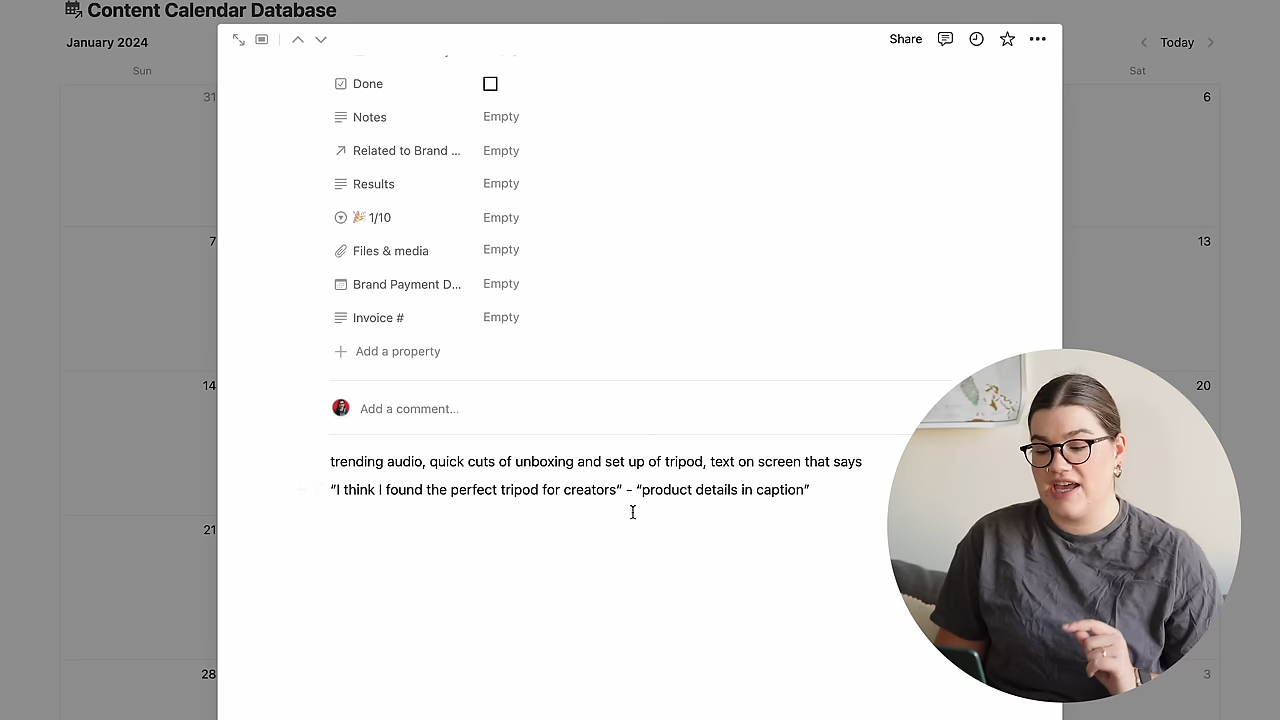 Content Calendar Database
January 2024
Share
Today
Sun
Sat
31
6
Done
Notes Empty
Related to Brand ... Empty
Results Empty
🎉 1/10 Empty
7
13
Files & media Empty
Brand Payment D... Empty
Invoice # Empty
Add a property
14
20
Add a comment...
trending audio, quick cuts of unboxing and set up of tripod, text on screen that says
“I think I found the perfect tripod for creators” - “product details in caption”
21
28
3